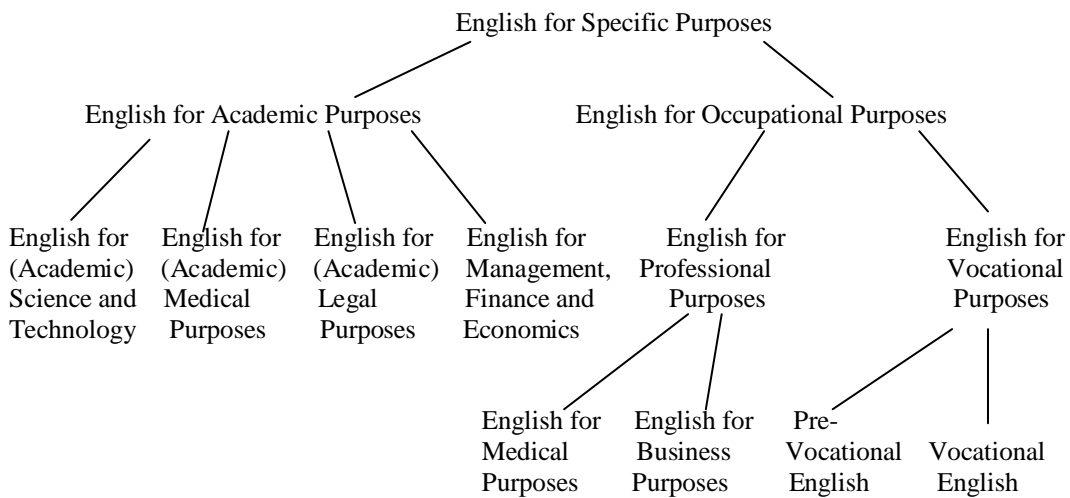 English for Specific Purposes
English for Academic Purposes
English for Occupational Purposes
English for
(Academic)
Science and
Technology
English for
(Academic)
Medical
Purposes
English for
(Academic)
Legal
Purposes
English for
Management,
Finance and
Economics
English for
Professional
Purposes
English for
Vocational
Purposes
English for
Medical
Purposes
English for
Business
Purposes
Pre-
Vocational
English
Vocational
English